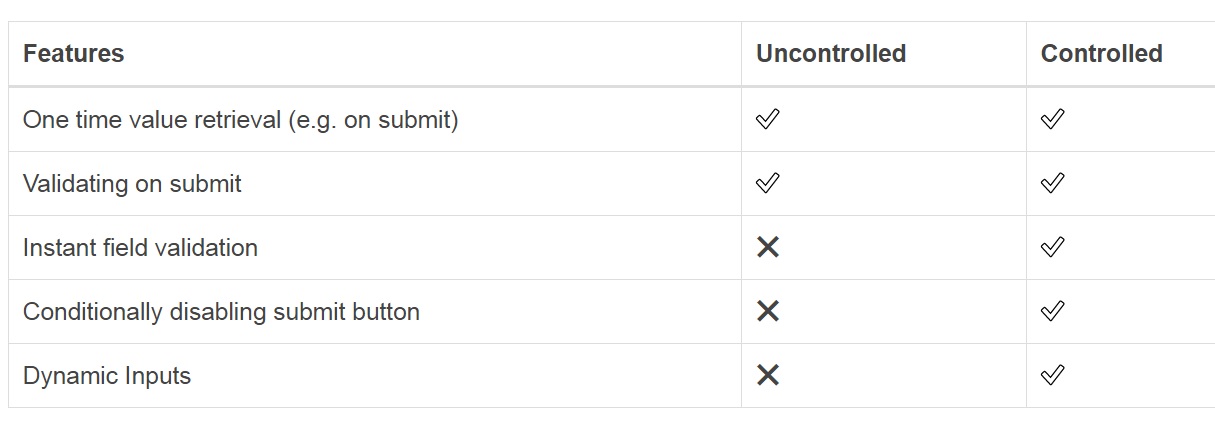 Features Uncontrolled Controlled
One time value retrieval (e.g. on submit) ✓ ✓
Validating on submit ✓ ✓
Instant field validation ✕ ✓
Conditionally disabling submit button ✕ ✓
Dynamic Inputs ✕ ✓